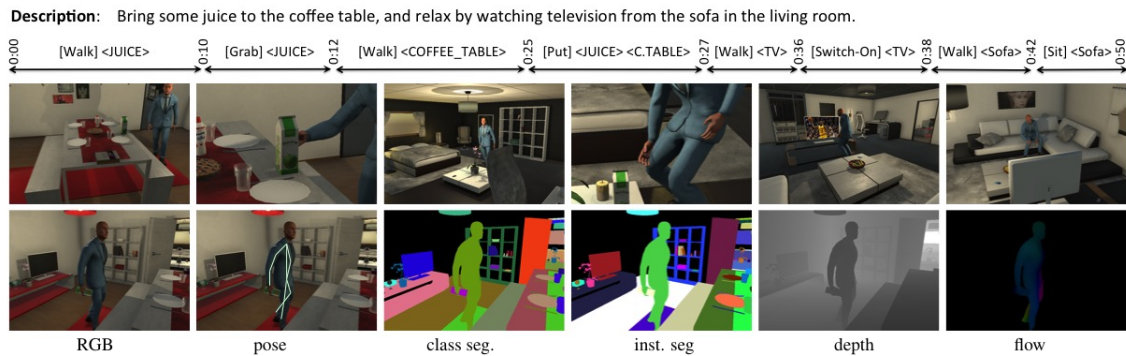 Description: Bring some juice to the coffee table, and relax by watching television from the sofa in the living room.
[Walk] <JUICE> [Grab] <JUICE> [Walk] <COFFEE_TABLE> [Put] <JUICE> <C.TABLE> [Walk] <TV> [Switch-On] <TV> [Walk] <Sofa> [Sit] <Sofa>
0:00 0:10 0:12 0:25 0:27 0:36 0:38 0:42 0:50
RGB pose class seg. inst. seg depth flow